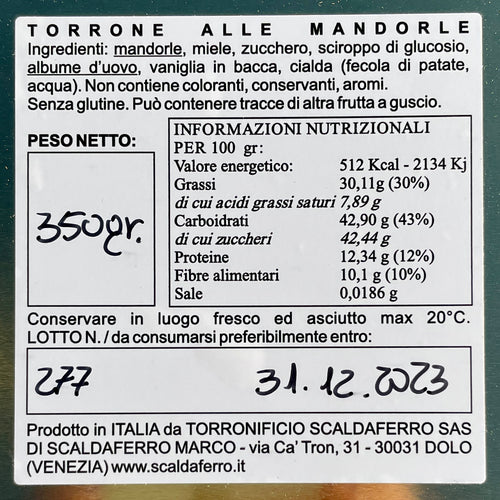 TORRONE ALLE MANDORLE
Ingredienti: mandorle, miele, zucchero, sciroppo di glucosio,
albume d'uovo, vaniglia in bacca, cialda (fecola di patate,
acqua). Non contiene coloranti, conservanti, aromi.
Senza glutine. Può contenere tracce di altra frutta a guscio.
PESO NETTO:
350gr.
INFORMAZIONI NUTRIZIONALI
PER 100 gr:
Valore energetico: 512 Kcal - 2134 Kj
Grassi 30,11g (30%)
di cui acidi grassi saturi 7,89 g
Carboidrati 42,90 g (43%)
di cui zuccheri 42,44 g
Proteine 12,34 g (12%)
Fibre alimentari 10,1 g (10%)
Sale 0,0186 g
Conservare in luogo fresco ed asciutto max 20°C.
LOTTO N. / da consumarsi preferibilmente entro:
277 31.12.2023
Prodotto in ITALIA da TORRONIFICIO SCALDAFERRO SAS
DI SCALDAFERRO MARCO - via Ca' Tron, 31 - 30031 DOLO
(VENEZIA) www.scaldaferro.it